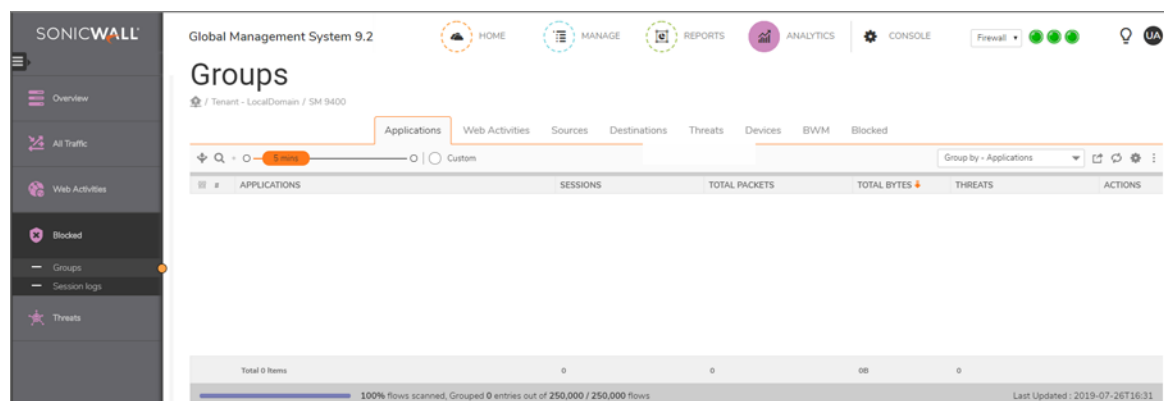 SONICWALL
Global Management System 9.2
HOME
MANAGE
REPORTS
ANALYTICS
CONSOLE
Firewall
UA
Groups
/ Tenant - LocalDomain / SM 9400
Overview
All Traffic
Web Activities
Blocked
Groups
Session logs
Threats
Applications Web Activities Sources Destinations Threats Devices BWM Blocked
5 mins
Custom
Group by - Applications
# APPLICATIONS SESSIONS TOTAL PACKETS TOTAL BYTES THREATS ACTIONS
Total 0 Items 0 0 0B 0
100% flows scanned, Grouped 0 entries out of 250,000 / 250,000 flows
Last Updated : 2019-07-26T16:31